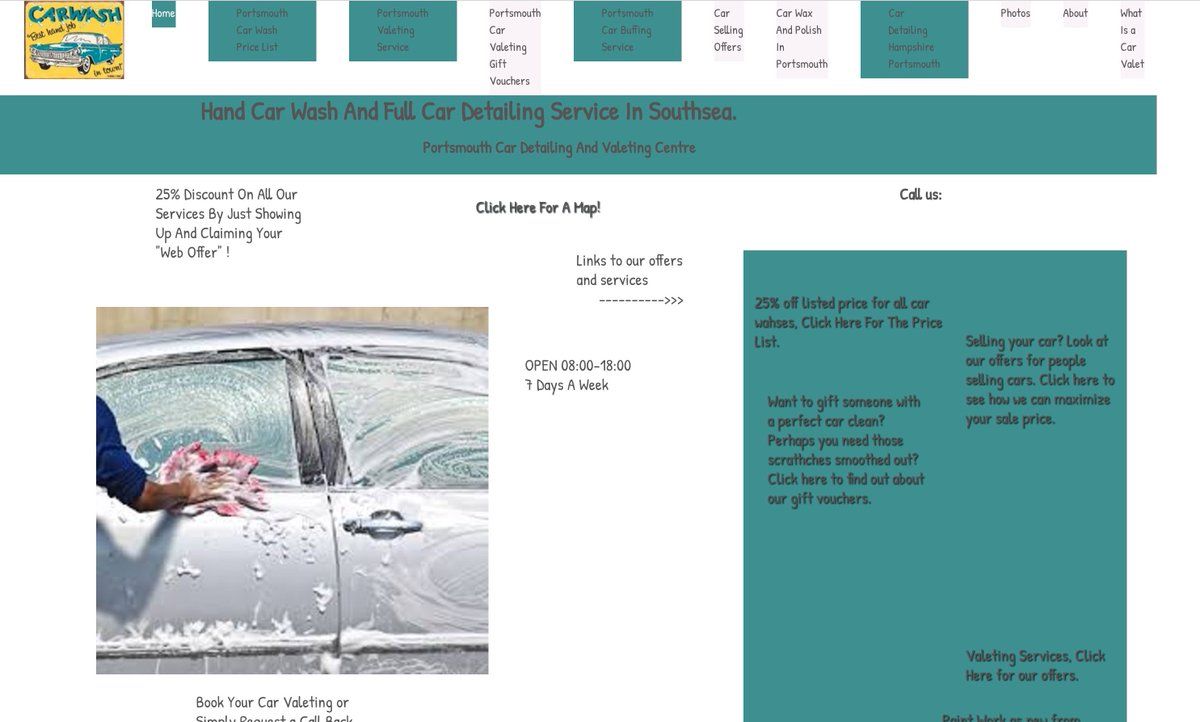 CARWASH
"Best hand job
in town!"
Home
Portsmouth
Car Wash
Price List
Portsmouth
Valeting
Service
Portsmouth
Car
Valeting
Gift
Vouchers
Portsmouth
Car Buffing
Service
Car
Selling
Offers
Car Wax
And Polish
In
Portsmouth
Car
Detailing
Hampshire
Portsmouth
Photos
About
What
Is a
Car
Valet
Hand Car Wash And Full Car Detailing Service In Southsea.
Portsmouth Car Detailing And Valeting Centre
25% Discount On All Our
Services By Just Showing
Up And Claiming Your
"Web Offer" !
Click Here For A Map!
Call us:
Links to our offers
and services
---------->>>
OPEN 08:00-18:00
7 Days A Week
25% off listed price for all car
wahses, Click Here For The Price
List.
Selling your car? Look at
our offers for people
selling cars. Click here to
see how we can maximize
your sale price.
Want to gift someone with
a perfect car clean?
Perhaps you need those
scrathches smoothed out?
Click here to find out about
our gift vouchers.
Valeting Services, Click
Here for our offers.
Paint Work as new from
Book Your Car Valeting or
Simply Request a Call Back